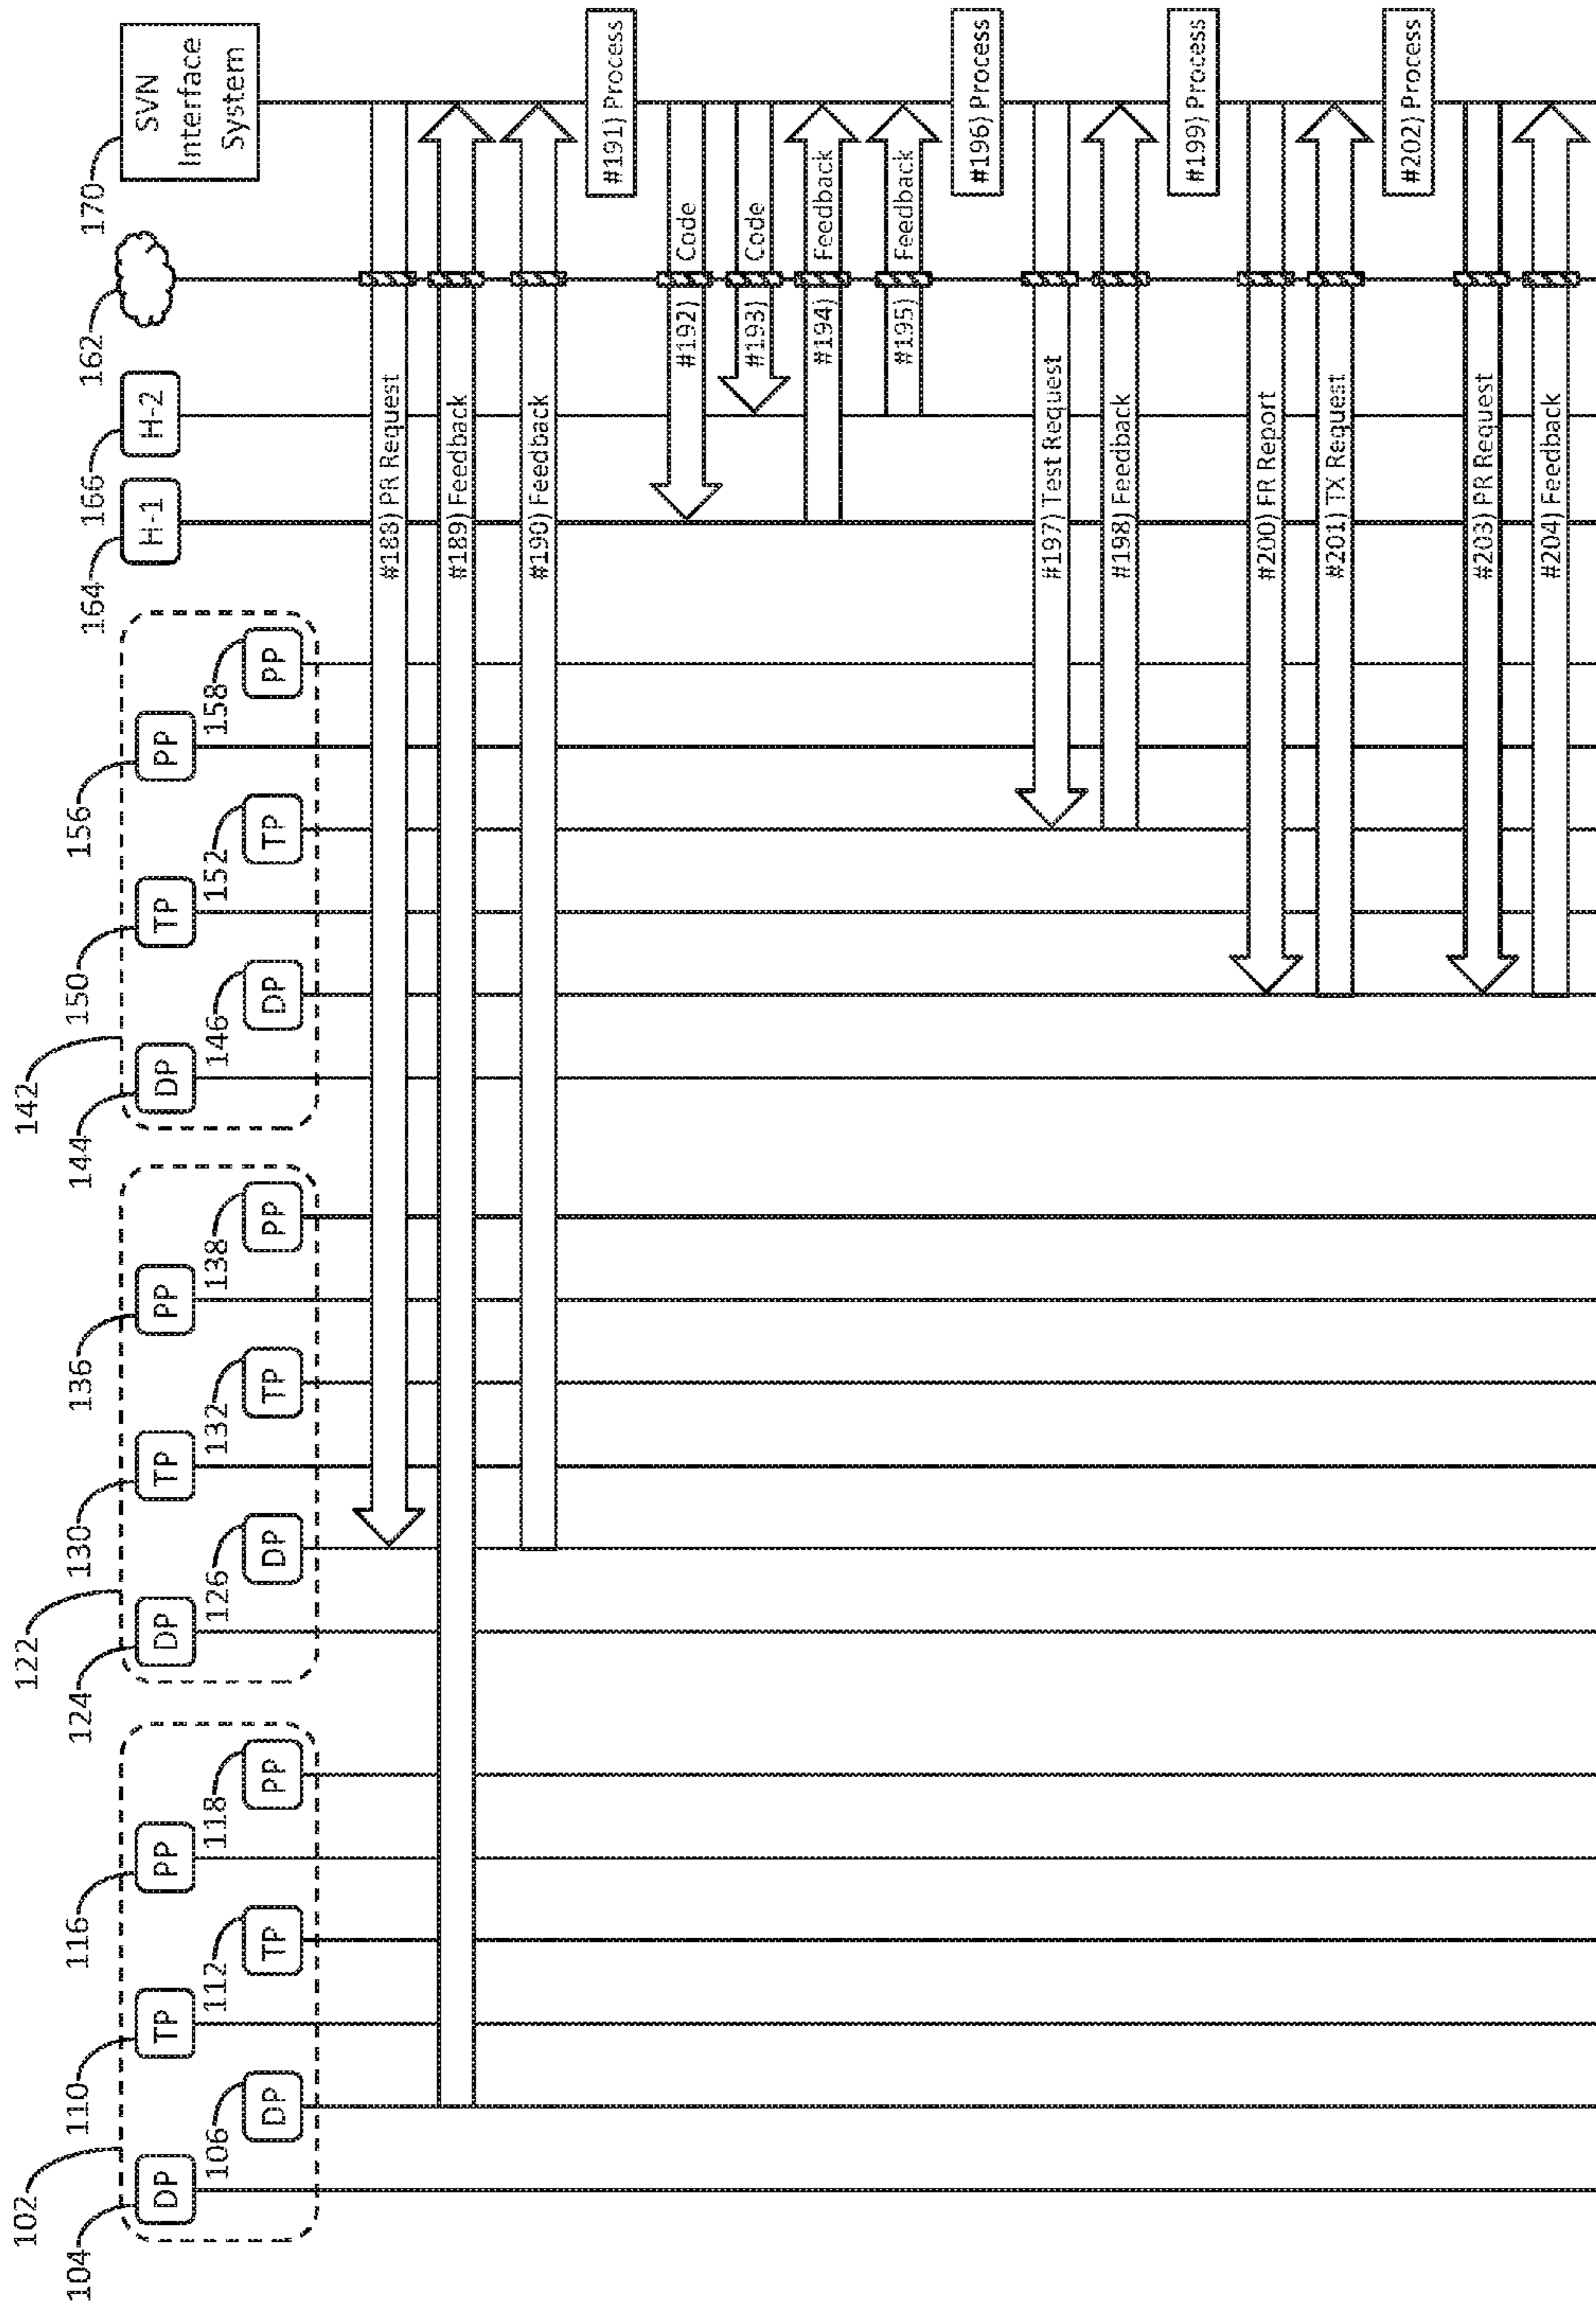 102
104
DP
106
DP
110
TP
112
TP
116
PP
118
PP
122
124
DP
126
DP
130
TP
132
TP
136
PP
138
PP
142
144
DP
146
DP
150
TP
152
TP
156
PP
158
PP
164
H-1
166
H-2
162
170
SVN
Interface
System
#188) PR Request
#189) Feedback
#190) Feedback
#191) Process
#192) Code
#193) Code
#194) Feedback
#195) Feedback
#196) Process
#197) Test Request
#198) Feedback
#199) Process
#200) FR Report
#201) TX Request
#202) Process
#203) PR Request
#204) Feedback